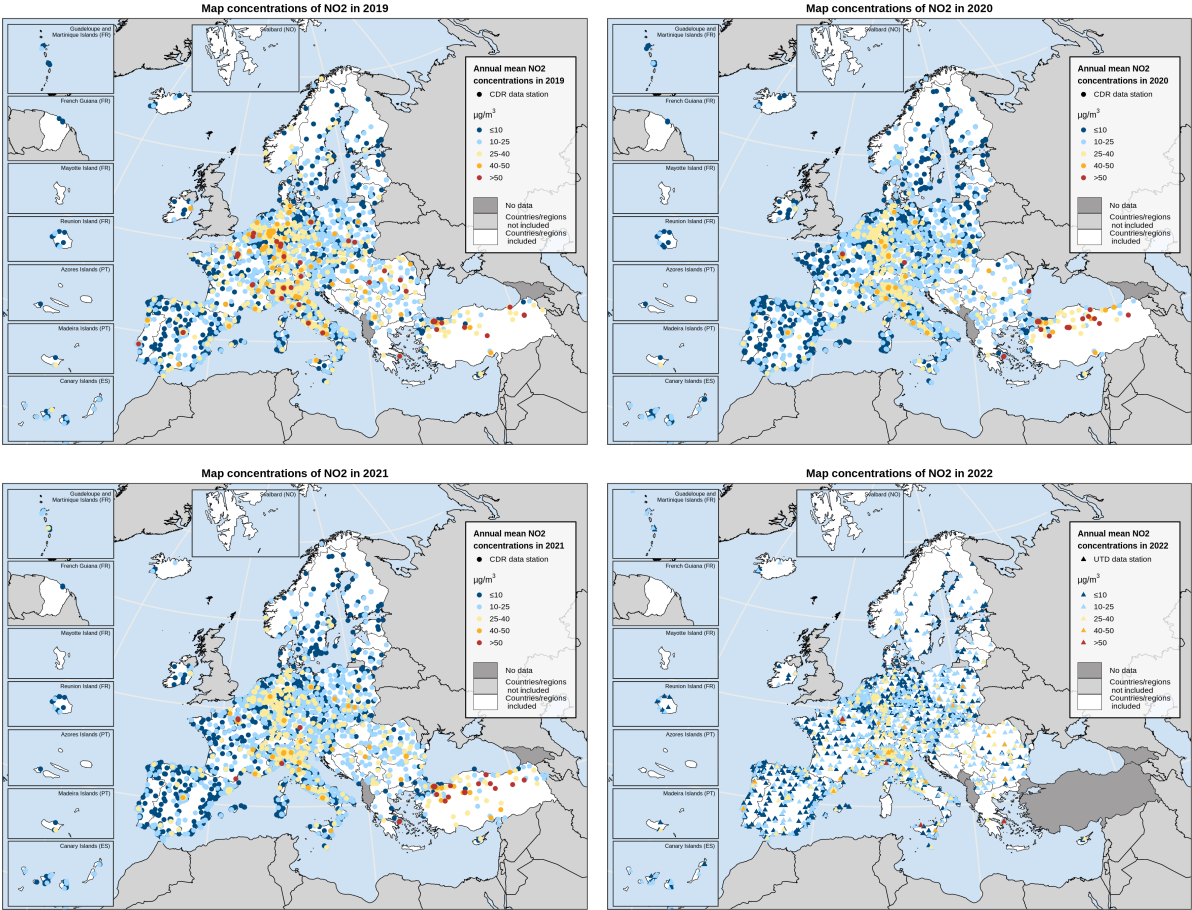 Map concentrations of NO2 in 2019
Guadeloupe and
Martinique Islands (FR)
Svalbard (NO)
French Guiana (FR)
Mayotte Island (FR)
Reunion Island (FR)
Azores Islands (PT)
Madeira Islands (PT)
Canary Islands (ES)
Annual mean NO2
concentrations in 2019
CDR data station
µg/m3
≤10
10-25
25-40
40-50
>50
No data
Countries/regions
not included
Countries/regions
included
Map concentrations of NO2 in 2020
Guadeloupe and
Martinique Islands (FR)
Svalbard (NO)
French Guiana (FR)
Mayotte Island (FR)
Reunion Island (FR)
Azores Islands (PT)
Madeira Islands (PT)
Canary Islands (ES)
Annual mean NO2
concentrations in 2020
CDR data station
µg/m3
≤10
10-25
25-40
40-50
>50
No data
Countries/regions
not included
Countries/regions
included
Map concentrations of NO2 in 2021
Guadeloupe and
Martinique Islands (FR)
Svalbard (NO)
French Guiana (FR)
Mayotte Island (FR)
Reunion Island (FR)
Azores Islands (PT)
Madeira Islands (PT)
Canary Islands (ES)
Annual mean NO2
concentrations in 2021
CDR data station
µg/m3
≤10
10-25
25-40
40-50
>50
No data
Countries/regions
not included
Countries/regions
included
Map concentrations of NO2 in 2022
Guadeloupe and
Martinique Islands (FR)
Svalbard (NO)
French Guiana (FR)
Mayotte Island (FR)
Reunion Island (FR)
Azores Islands (PT)
Madeira Islands (PT)
Canary Islands (ES)
Annual mean NO2
concentrations in 2022
UTD data station
µg/m3
≤10
10-25
25-40
40-50
>50
No data
Countries/regions
not included
Countries/regions
included